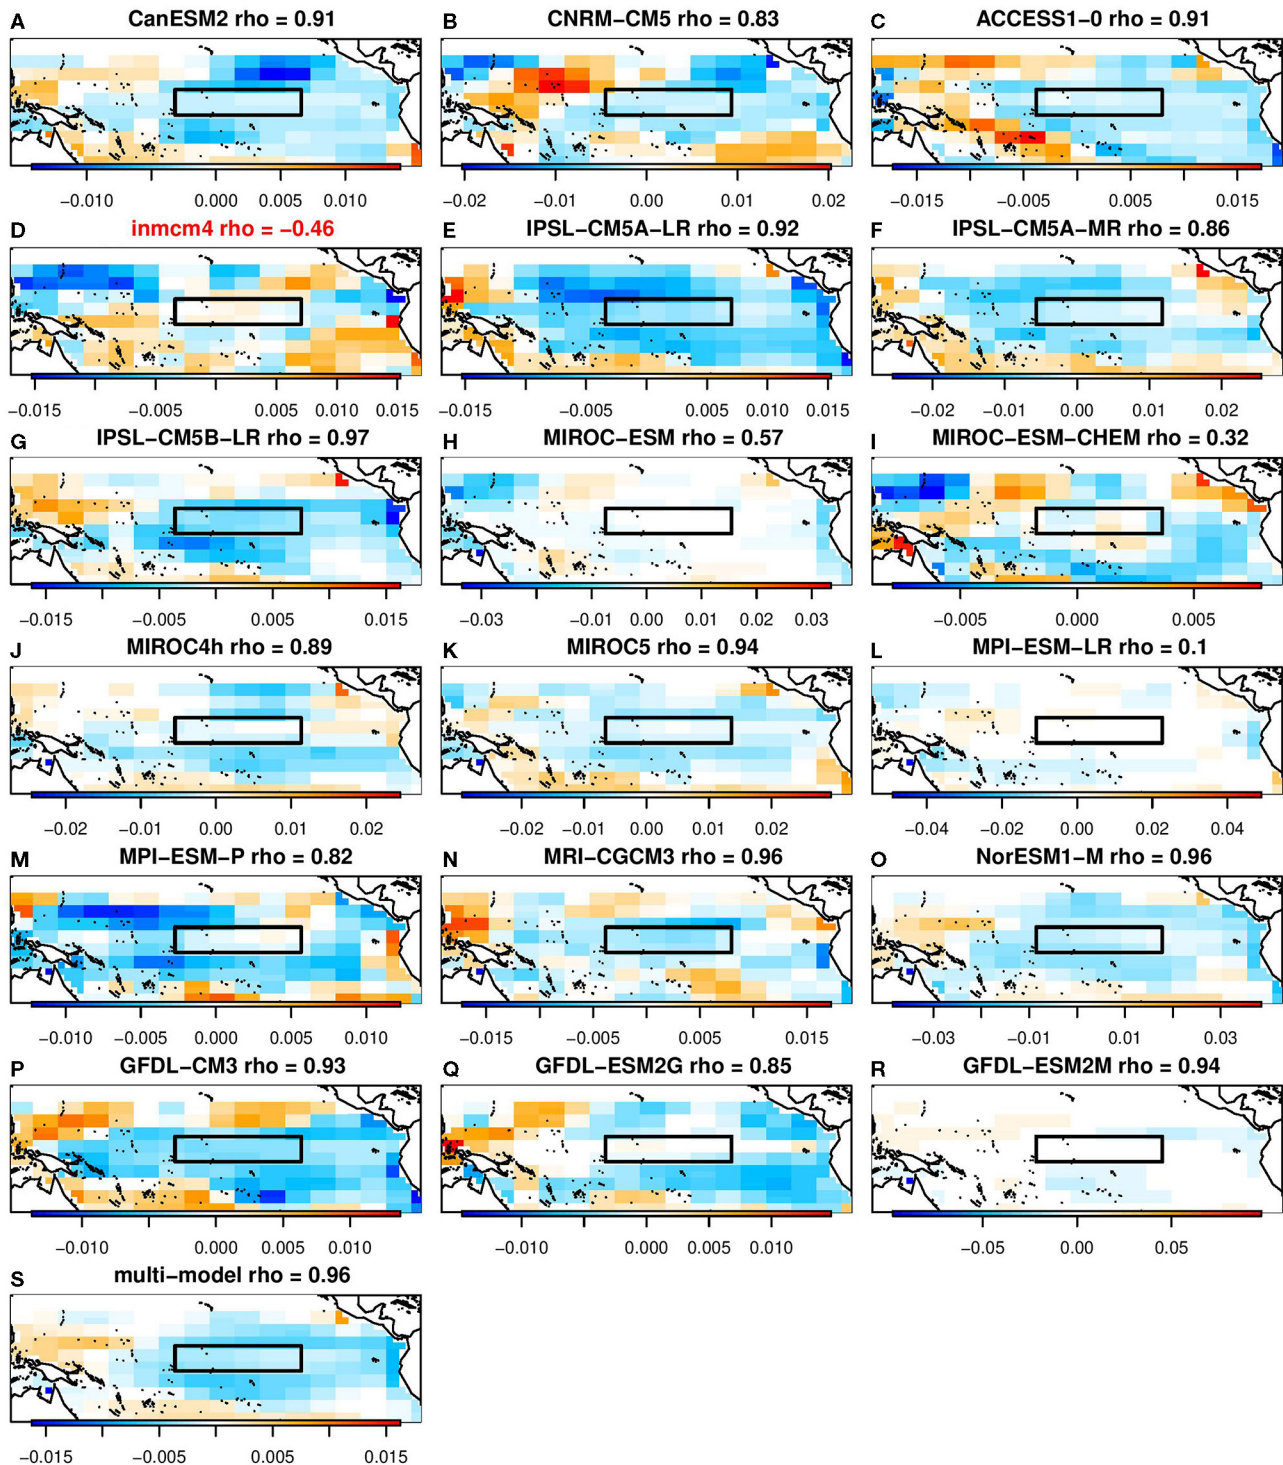 A CanESM2 rho = 0.91
B CNRM−CM5 rho = 0.83
C ACCESS1−0 rho = 0.91
−0.010 0.000 0.005 0.010
−0.02 −0.01 0.00 0.01 0.02
−0.015 −0.005 0.005 0.015
D inmcm4 rho = −0.46
E IPSL−CM5A−LR rho = 0.92
F IPSL−CM5A−MR rho = 0.86
−0.015 −0.005 0.005 0.010 0.015
−0.015 −0.005 0.005 0.015
−0.02 −0.01 0.00 0.01 0.02
G IPSL−CM5B−LR rho = 0.97
H MIROC−ESM rho = 0.57
I MIROC−ESM−CHEM rho = 0.32
−0.015 −0.005 0.005 0.015
−0.03 −0.01 0.00 0.01 0.02 0.03
−0.005 0.000 0.005
J MIROC4h rho = 0.89
K MIROC5 rho = 0.94
L MPI−ESM−LR rho = 0.1
−0.02 −0.01 0.00 0.01 0.02
−0.02 −0.01 0.00 0.01 0.02
−0.04 −0.02 0.00 0.02 0.04
M MPI−ESM−P rho = 0.82
N MRI−CGCM3 rho = 0.96
O NorESM1−M rho = 0.96
−0.010 −0.005 0.000 0.005 0.010
−0.015 −0.005 0.005 0.015
−0.03 −0.01 0.01 0.03
P GFDL−CM3 rho = 0.93
Q GFDL−ESM2G rho = 0.85
R GFDL−ESM2M rho = 0.94
−0.010 0.000 0.005 0.010
−0.010 0.000 0.005 0.010
−0.05 0.00 0.05
S multi−model rho = 0.96
−0.015 −0.005 0.005 0.015